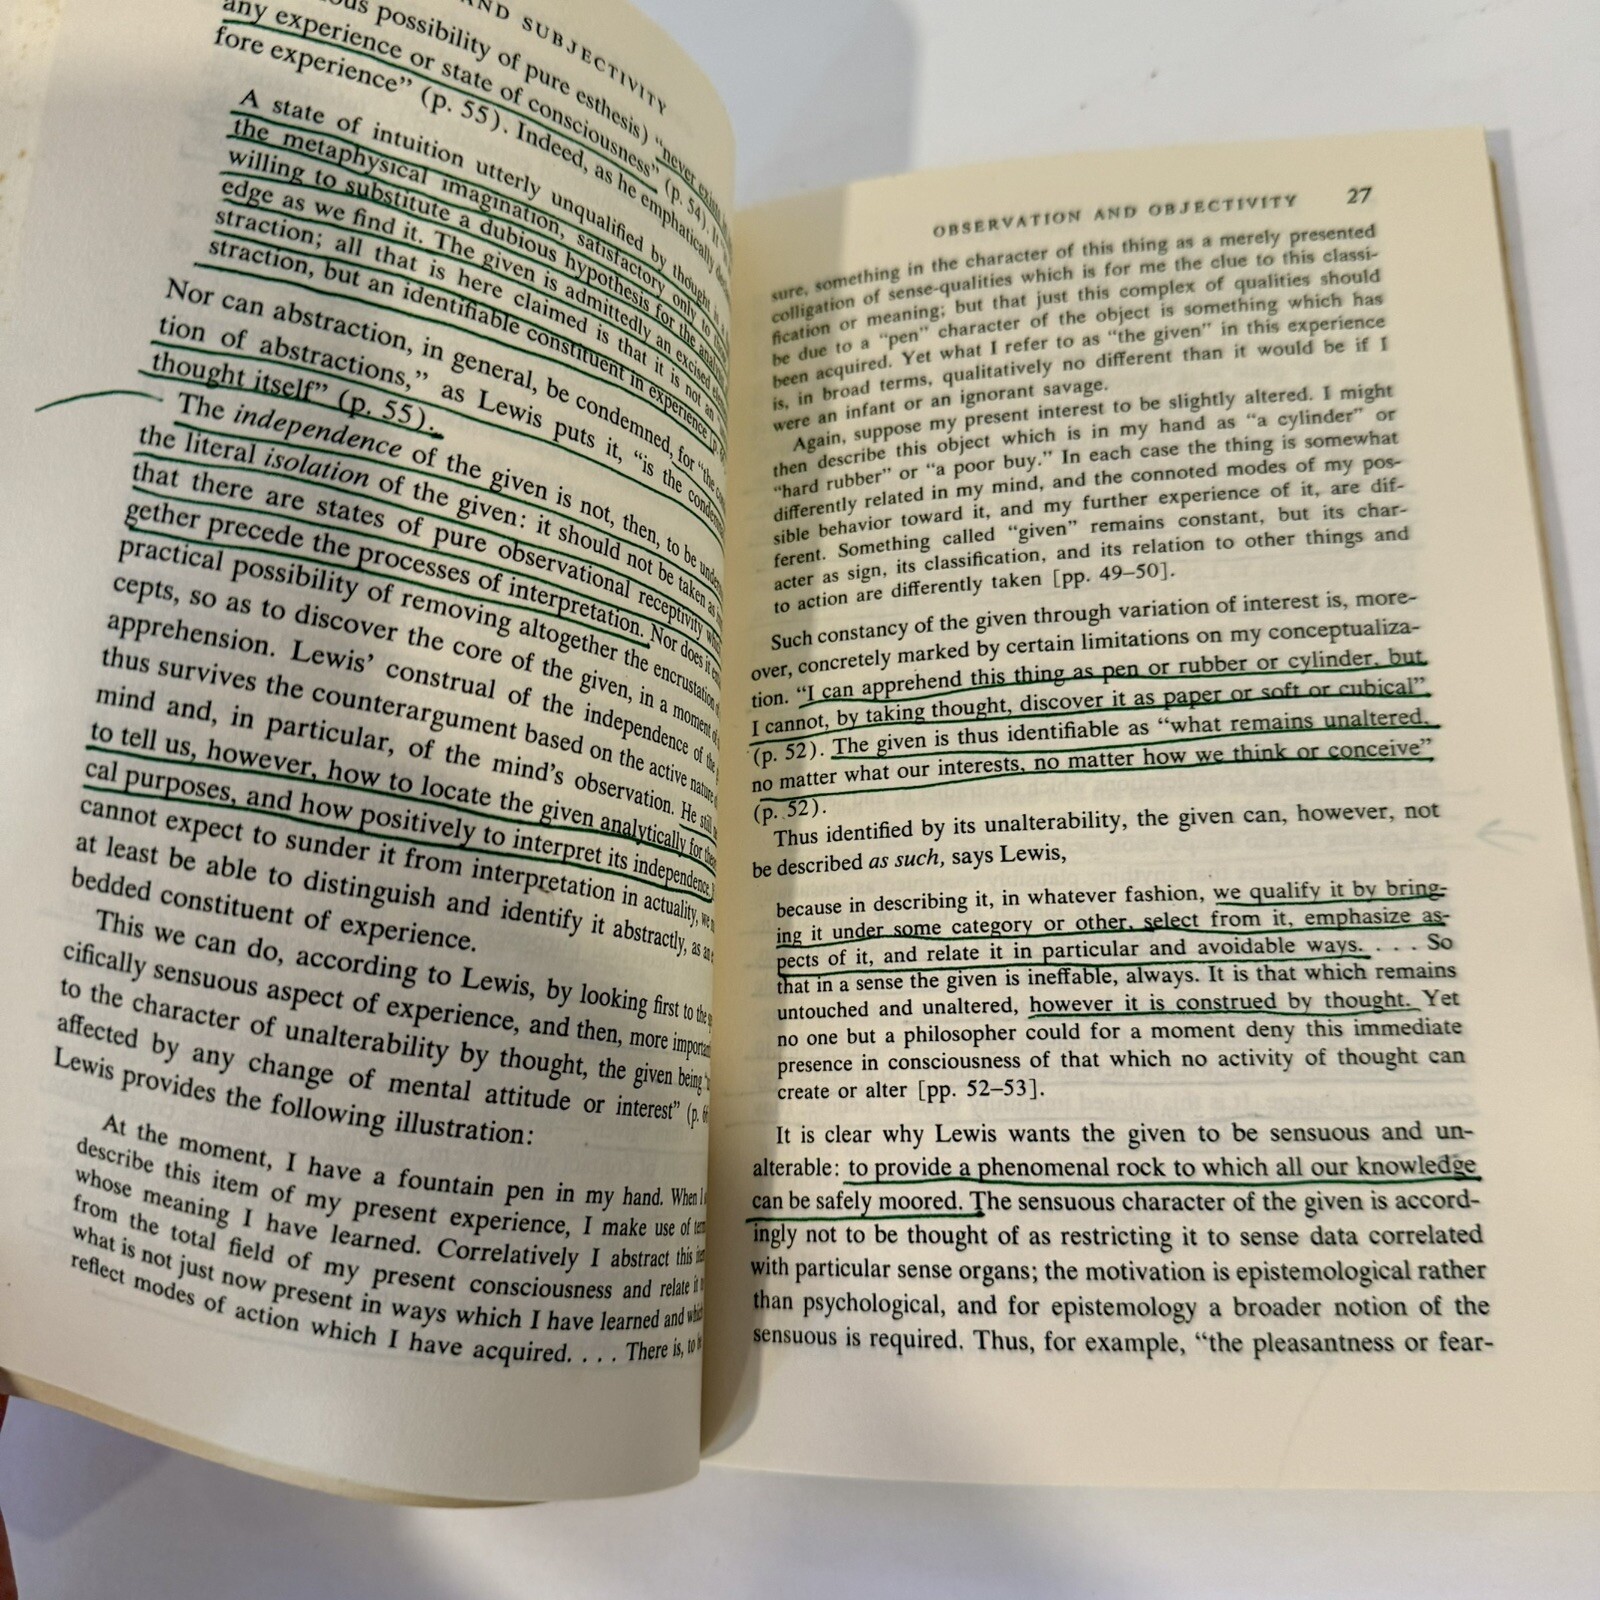 AND SUBJECTIVITY
possibility of pure esthesis) "never
any experience or state of consciousness" (p. 54). It
fore experience" (p. 55). Indeed, as he emphatically
A state of intuition utterly unqualified by thought is
the metaphysical imagination, satisfactory only to
willing to substitute a dubious hypothesis for the
edge as we find it. The given is admittedly an excised
straction; all that is here claimed is that it is not an
straction, but an identifiable constituent in experience
Nor can abstraction, in general, be condemned, for "the
tion of abstractions," as Lewis puts it, "is the
thought itself" (p. 55).
The independence of the given is not, then, to be
the literal isolation of the given: it should not be taken as
that there are states of pure observational receptivity
gether precede the processes of interpretation. Nor does it
practical possibility of removing altogether the encrustation
cepts, so as to discover the core of the given, in a moment
apprehension. Lewis' construal of the independence of the
thus survives the counterargument based on the active nature
mind and, in particular, of the mind's observation. He still
to tell us, however, how to locate the given analytically for
cal purposes, and how positively to interpret its independence.
cannot expect to sunder it from interpretation in actuality, we
at least be able to distinguish and identify it abstractly, as an
bedded constituent of experience.
This we can do, according to Lewis, by looking first to the
cifically sensuous aspect of experience, and then, more
to the character of unalterability by thought, the given being
affected by any change of mental attitude or interest" (p.
Lewis provides the following illustration:
At the moment, I have a fountain pen in my hand. When I
describe this item of my present experience, I make use of
whose meaning I have learned. Correlatively I abstract this
from the total field of my present consciousness and relate it
what is not just now present in ways which I have learned and
reflect modes of action which I have acquired. . . . There is, to
OBSERVATION AND OBJECTIVITY 27
sure, something in the character of this thing as a merely presented
colligation of sense-qualities which is for me the clue to this classi-
fication or meaning; but that just this complex of qualities should
be due to a "pen" character of the object is something which has
been acquired. Yet what I refer to as "the given" in this experience
is, in broad terms, qualitatively no different than it would be if I
were an infant or an ignorant savage.
Again, suppose my present interest to be slightly altered. I might
then describe this object which is in my hand as "a cylinder" or
"hard rubber" or "a poor buy." In each case the thing is somewhat
differently related in my mind, and the connoted modes of my pos-
sible behavior toward it, and my further experience of it, are dif-
ferent. Something called "given" remains constant, but its char-
acter as sign, its classification, and its relation to other things and
to action are differently taken [pp. 49–50].
Such constancy of the given through variation of interest is, more-
over, concretely marked by certain limitations on my conceptualiza-
tion. "I can apprehend this thing as pen or rubber or cylinder, but
I cannot, by taking thought, discover it as paper or soft or cubical"
(p. 52). The given is thus identifiable as "what remains unaltered,
no matter what our interests, no matter how we think or conceive"
(p. 52).
Thus identified by its unalterability, the given can, however, not
be described as such, says Lewis,
because in describing it, in whatever fashion, we qualify it by bring-
ing it under some category or other, select from it, emphasize as-
pects of it, and relate it in particular and avoidable ways. . . . So
that in a sense the given is ineffable, always. It is that which remains
untouched and unaltered, however it is construed by thought. Yet
no one but a philosopher could for a moment deny this immediate
presence in consciousness of that which no activity of thought can
create or alter [pp. 52–53].
It is clear why Lewis wants the given to be sensuous and un-
alterable: to provide a phenomenal rock to which all our knowledge
can be safely moored. The sensuous character of the given is accord-
ingly not to be thought of as restricting it to sense data correlated
with particular sense organs; the motivation is epistemological rather
than psychological, and for epistemology a broader notion of the
sensuous is required. Thus, for example, "the pleasantness or fear-